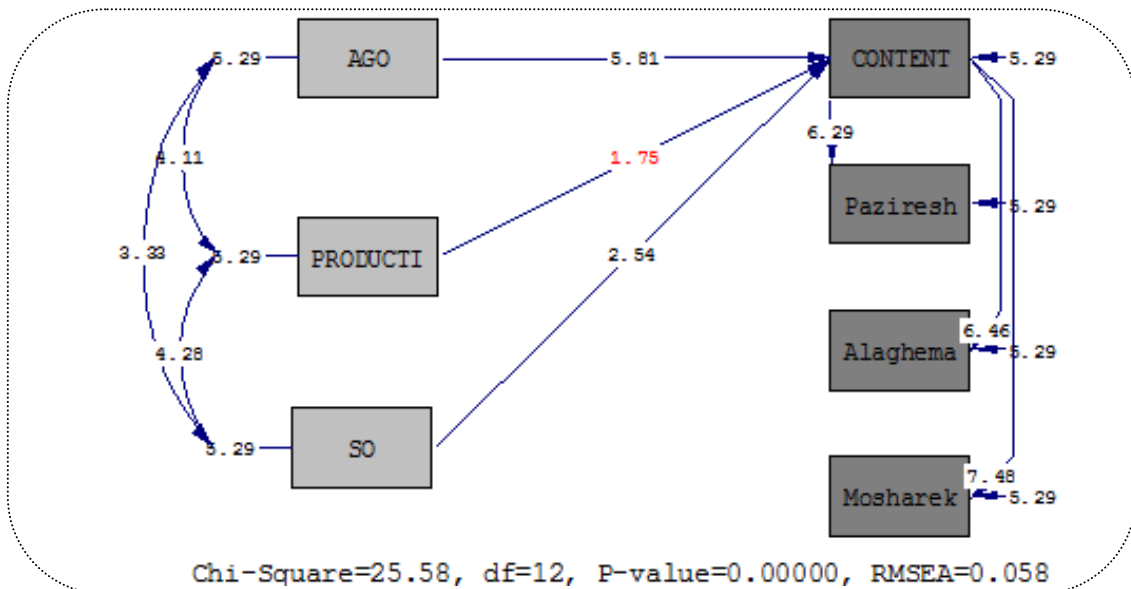 5.29
AGO
5.81
CONTENT
5.29
4.11
1.75
6.29
Paziresh
5.29
3.33
5.29
PRODUCTI
2.54
4.28
6.46
Alaghema
5.29
5.29
SO
7.48
Mosharek
5.29
Chi-Square=25.58, df=12, P-value=0.00000, RMSEA=0.058